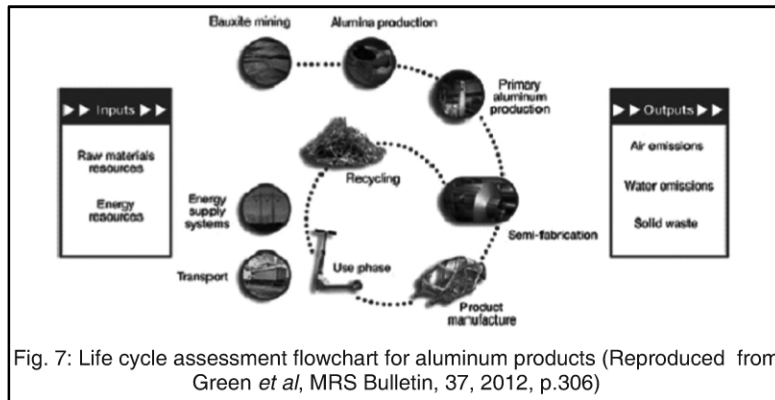 Bauxite mining
Alumina production
Primary
aluminum
production
▶ ▶ Inputs ▶ ▶
Raw materials
resources
Energy
resources
Recycling
Energy
supply
systems
Semi-fabrication
Transport
Use phase
Product
manufacture
▶ ▶ Outputs ▶ ▶
Air emissions
Water emissions
Solid waste
Fig. 7: Life cycle assessment flowchart for aluminum products (Reproduced from
Green et al, MRS Bulletin, 37, 2012, p.306)